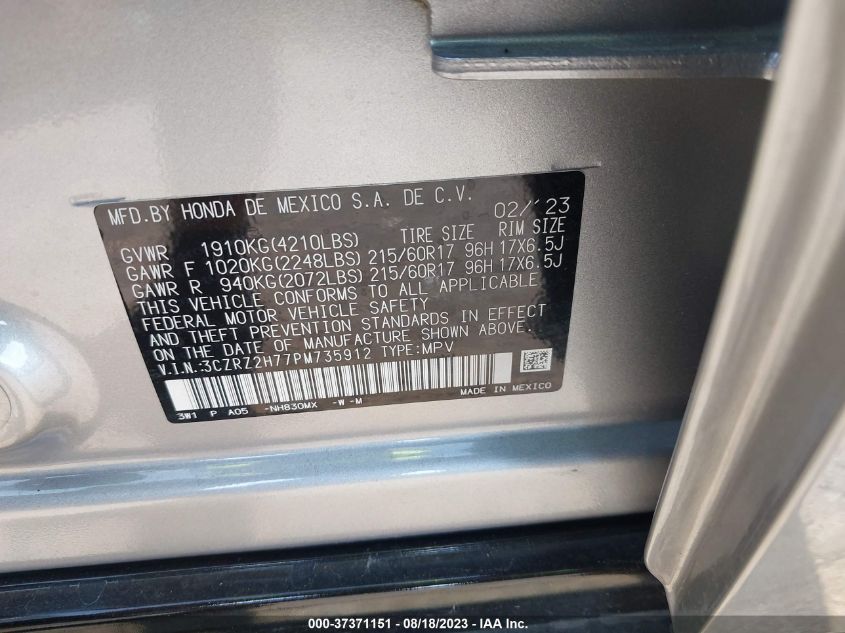 MFD.BY HONDA DE MEXICO S.A. DE C.V. 02/'23
TIRE SIZE RIM SIZE
GVWR 1910KG(4210LBS)
GAWR F 1020KG(2248LBS) 215/60R17 96H 17X6.5J
GAWR R 940KG(2072LBS) 215/60R17 96H 17X6.5J
THIS VEHICLE CONFORMS TO ALL APPLICABLE
FEDERAL MOTOR VEHICLE SAFETY
AND THEFT PREVENTION STANDARDS IN EFFECT
ON THE DATE OF MANUFACTURE SHOWN ABOVE.
V.I.N:3CZRZ2H77PM735912 TYPE:MPV
3W1 P A05 -NH830MX -W -M MADE IN MEXICO
000-37371151 — 08/18/2023 — IAA Inc.